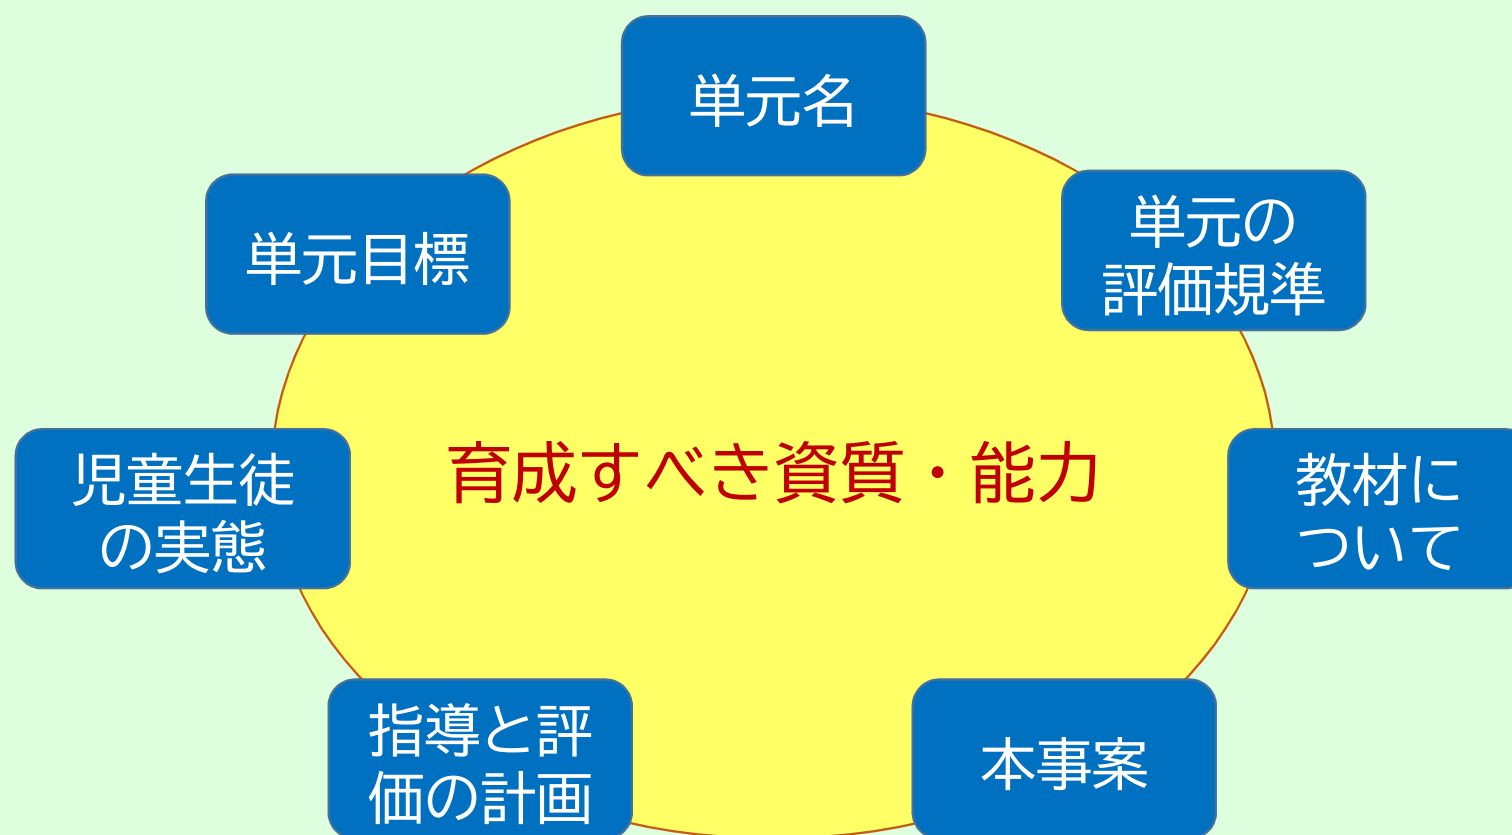 単元名
単元目標
単元の
評価規準
育成すべき資質・能力
児童生徒
の実態
教材に
ついて
指導と評
価の計画
本事案